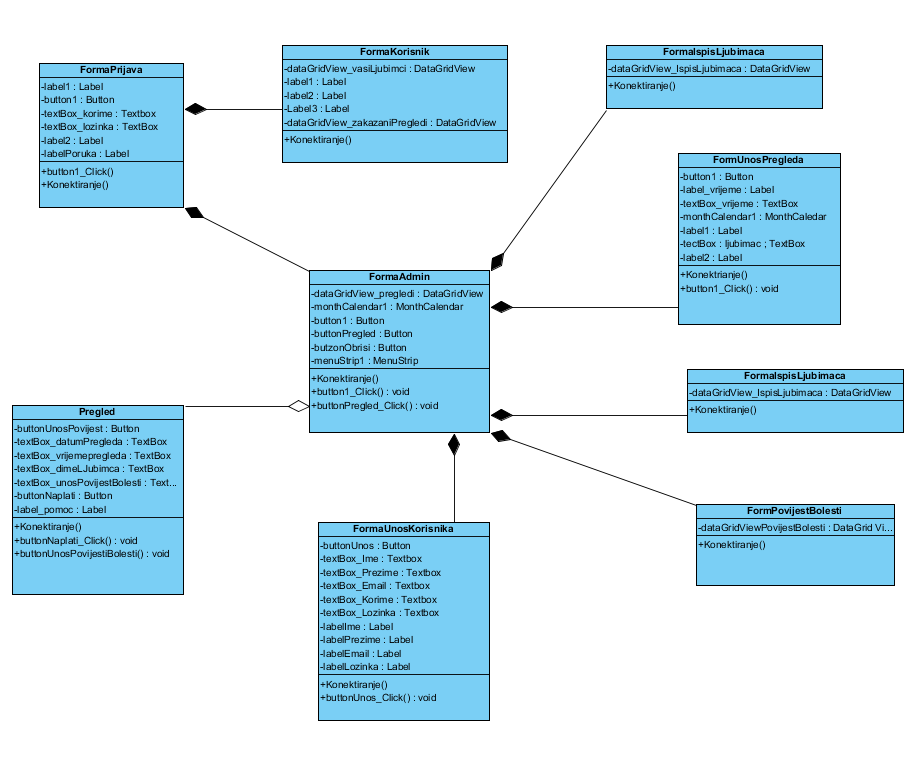 FormaPrijava
-label1 : Label
-button1 : Button
-textBox_korime : Textbox
-textBox_lozinka : TextBox
-label2 : Label
-labelPoruka : Label
+button1_Click()
+Konektiranje()
FormaKorisnik
-dataGridView_vasiLjubimci : DataGridView
-label1 : Label
-label2 : Label
-Label3 : Label
-dataGridView_zakazaniPregledi : DataGridView
+Konektiranje()
FormaIspisLjubimaca
-dataGridView_IspisLjubimaca : DataGridView
+Konektiranje()
FormUnosPregleda
-button1 : Button
-label_vrijeme : Label
-textBox_vrijeme : TextBox
-monthCalendar1 : MonthCaledar
-label1 : Label
-tectBox : ljubimac ; TextBox
-label2 : Label
+Konektrianje()
+button1_Click() : void
FormaAdmin
-dataGridView_pregledi : DataGridView
-monthCalendar1 : MonthCalendar
-button1 : Button
-buttonPregled : Button
-butzonObrisi : Button
-menuStrip1 : MenuStrip
+Konektiranje()
+button1_Click() : void
+buttonPregled_Click() : void
FormaIspisLjubimaca
-dataGridView_IspisLjubimaca : DataGridView
+Konektiranje()
Pregled
-buttonUnosPovijest : Button
-textBox_datumPregleda : TextBox
-textBox_vrijemepregleda : TextBox
-textBox_dimeLJubimca : TextBox
-textBox_unosPovijestBolesti : Text...
-buttonNaplati : Button
-label_pomoc : Label
+Konektiranje()
+buttonNaplati_Click() : void
+buttonUnosPovijestiBolesti() : void
FormPovijestBolesti
-dataGridViewPovijestBolesti : DataGrid Vi...
+Konektiranje()
FormaUnosKorisnika
-buttonUnos : Button
-textBox_Ime : Textbox
-textBox_Prezime : Textbox
-textBox_Email : Textbox
-textBox_Korime : Textbox
-textBox_Lozinka : Textbox
-labelIme : Label
-labelPrezime : Label
-labelEmail : Label
-labelLozinka : Label
+Konektiranje()
+buttonUnos_Click() : void